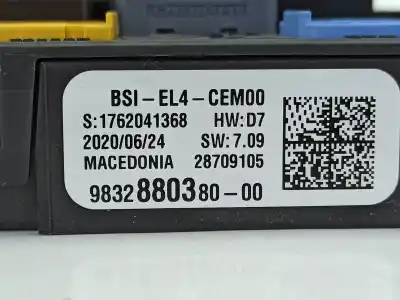 BSI-EL4-CEM00
S:1762041368 HW:D7
2020/06/24 SW:7.09
MACEDONIA 28709105
9832880380-00